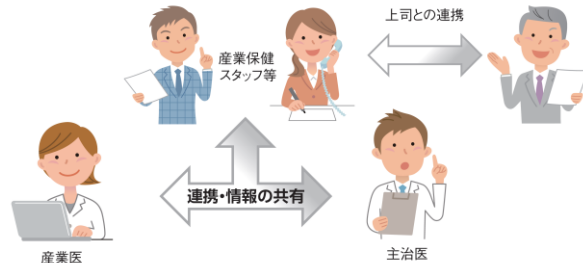 上司との連携
産業保健
スタッフ等
連携・情報の共有
産業医
主治医